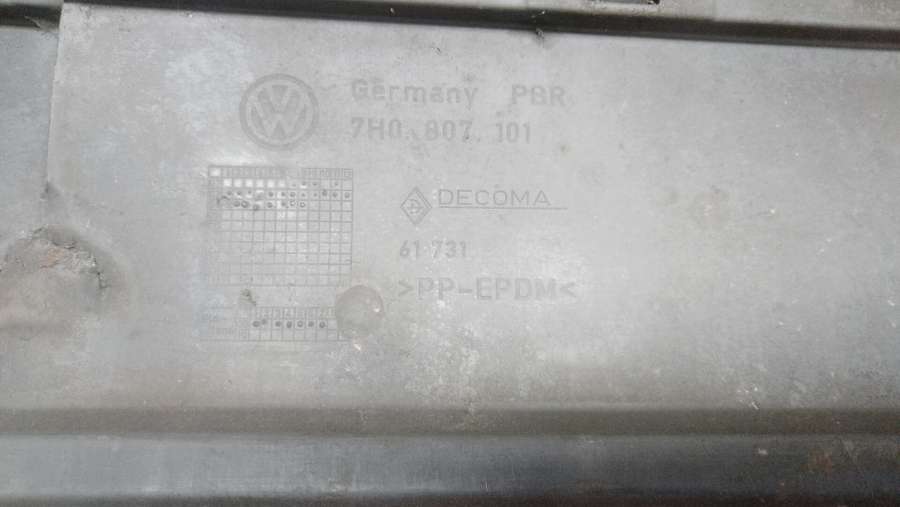 Germany PBR
7H0. 807. 101
DECOMA
61 731
>PP-EPDM<